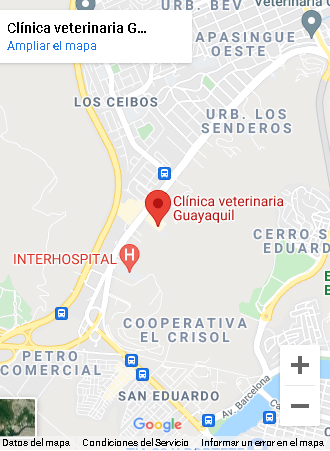 Clínica veterinaria G...
Ampliar el mapa
URB. BEV
Veterinaria G
APASINGUE
OESTE
LOS CEIBOS
URB. LOS
SENDEROS
Clínica veterinaria
Guayaquil
CERRO S
EDUARD
INTERHOSPITAL
H
COOPERATIVA
EL CRISOL
PETRO
COMERCIAL
SAN EDUARDO
Av. Barcelona
Google
Datos del mapa
Condiciones del Servicio
Informar un error en el mapa